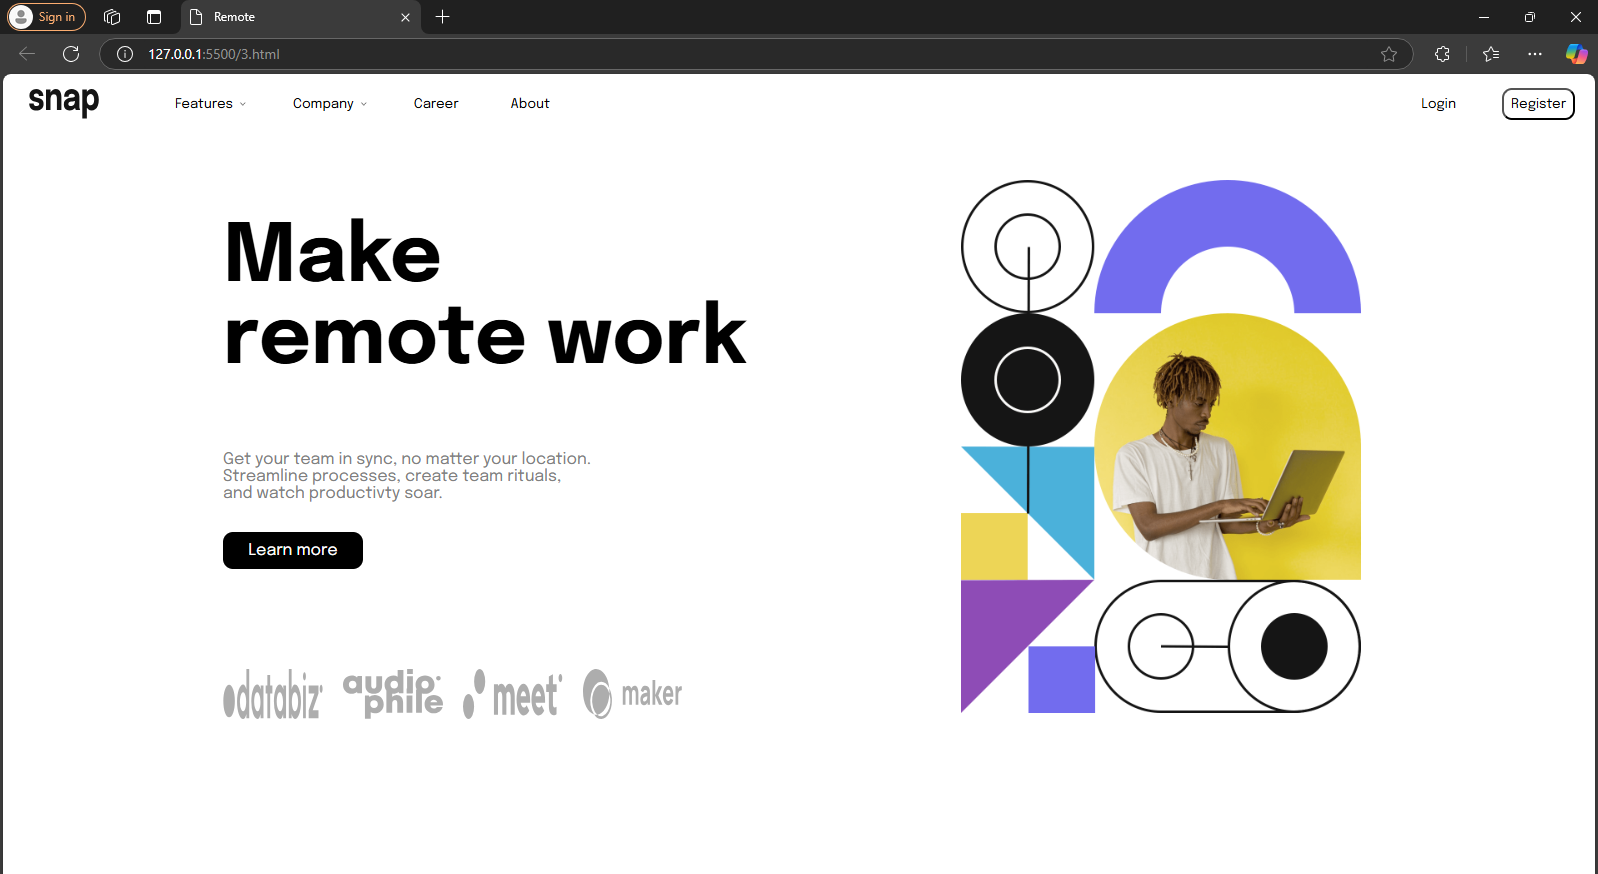 Sign in
Remote
127.0.0.1:5500/3.html
snap
Features
Company
Career
About
Login
Register
Make
remote work
Get your team in sync, no matter your location.
Streamline processes, create team rituals,
and watch productivty soar.
Learn more
databiz
audio
phile
meet
maker